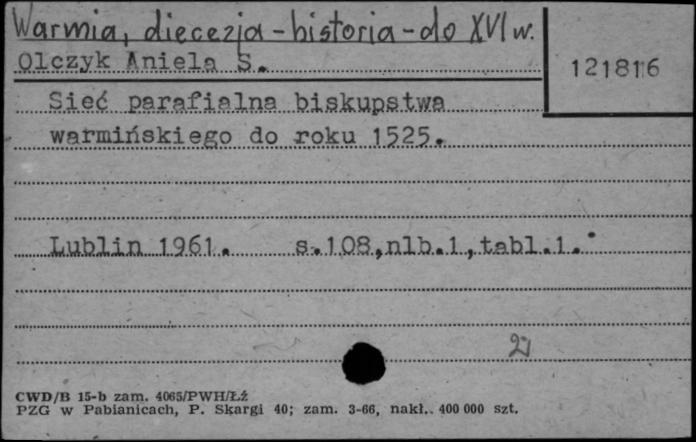 Warmia, diecezja - historia - do XVI w.
Olczyk Aniela S.
121816
Sieć parafialna biskupstwa
warmińskiego do roku 1525.
Lublin 1961. s.108,nlb.1,tabl.1.
CWD/B 15-b zam. 4065/PWH/Łź
PZG w Pabianicach, P. Skargi 40; zam. 3-66, nakł. 400 000 szt.